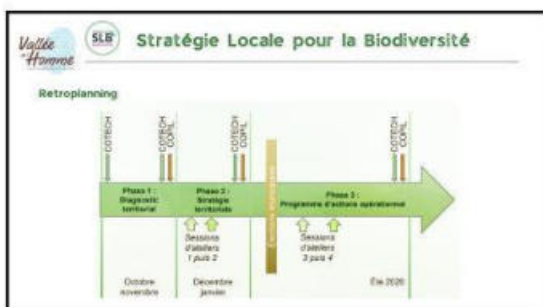 Vallée
de l'Homme
SLB
Stratégie Locale pour la Biodiversité
Retroplanning
COTECH
COTECH
COPIL
COTECH
COPIL
COTECH
COPIL
Phase 1 :
Diagnostic
territorial
Phase 2 :
Stratégie
territoriale
Phase 3 :
Programme d'actions opérationnel
Sessions
d'ateliers
1 puis 2
Sessions
d'ateliers
3 puis 4
Octobre
novembre
Décembre
janvier
Été 2026